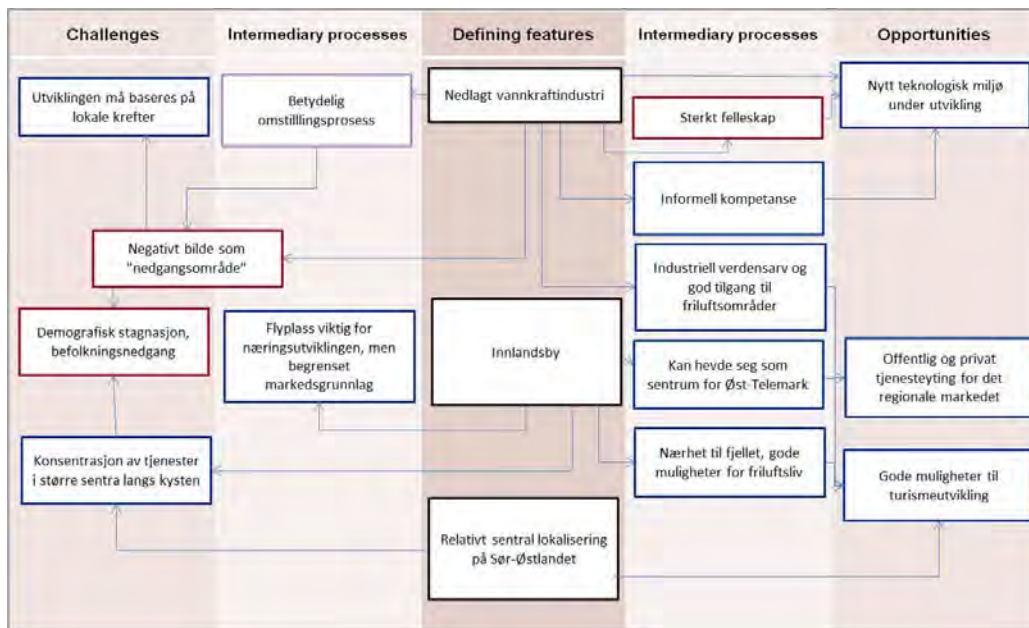 Challenges
Intermediary processes
Defining features
Intermediary processes
Opportunities
Utviklingen må baseres på
lokale krefter
Betydelig
omstilllingsprosess
Nedlagt vannkraftindustri
Sterkt felleskap
Nytt teknologisk miljø
under utvikling
Informell kompetanse
Negativt bilde som
"nedgangsområde"
Industriell verdensarv og
god tilgang til
friluftsområder
Demografisk stagnasjon,
befolkningsnedgang
Flyplass viktig for
næringsutviklingen, men
begrenset
markedsgrunnlag
Innlandsby
Kan hevde seg som
sentrum for Øst-Telemark
Offentlig og privat
tjenesteyting for det
regionale markedet
Konsentrasjon av tjenester
i større sentra langs kysten
Nærhet til fjellet, gode
muligheter for friluftsliv
Gode muligheter til
turismeutvikling
Relativt sentral lokalisering
på Sør-Østlandet